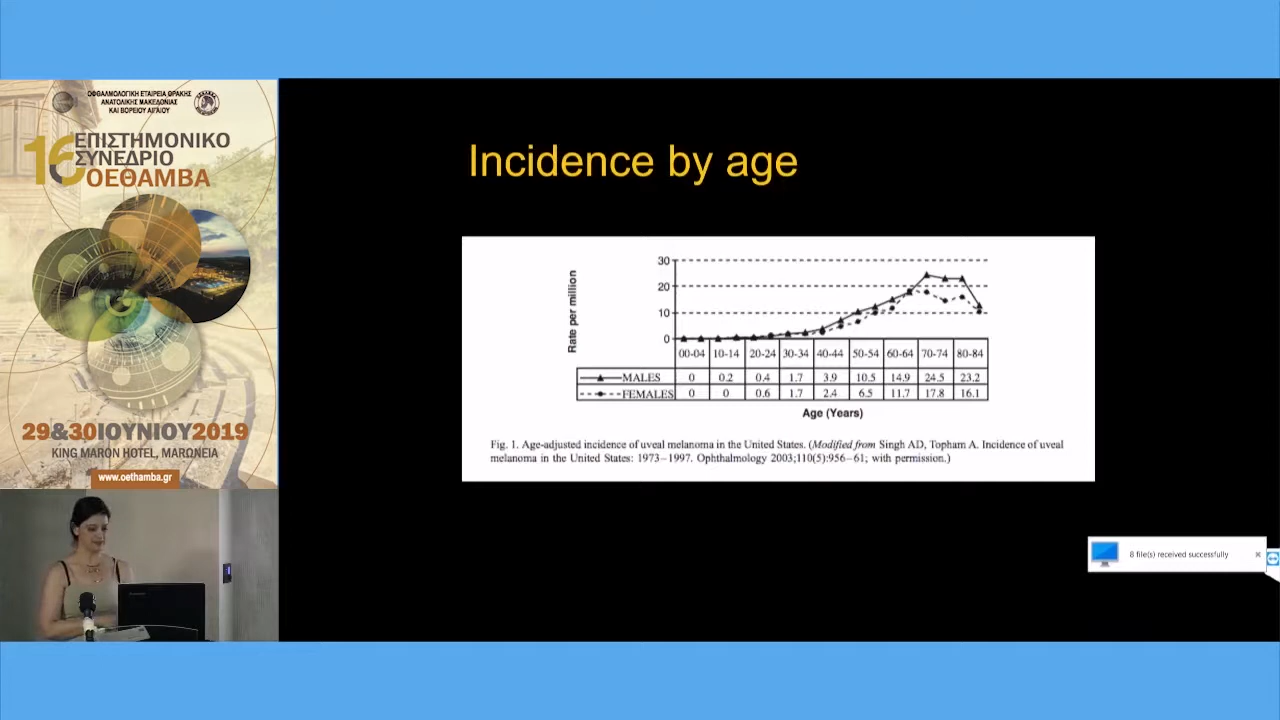 ΟΦΘΑΛΜΟΛΟΓΙΚΗ ΕΤΑΙΡΕΙΑ ΘΡΑΚΗΣ
ΑΝΑΤΟΛΙΚΗΣ ΜΑΚΕΔΟΝΙΑΣ
ΚΑΙ ΒΟΡΕΙΟΥ ΑΙΓΑΙΟΥ
16 ΕΠΙΣΤΗΜΟΝΙΚΟ
ΣΥΝΕΔΡΙΟ
ΟΕΘΑΜΒΑ
29&30ΙΟΥΝΙΟΥ2019
KING MARON HOTEL, ΜΑΡΩΝΕΙΑ
www.oethamba.gr
Incidence by age
Rate per million
30
20
10
0
00-04 10-14 20-24 30-34 40-44 50-54 60-64 70-74 80-84
MALES 0 0.2 0.4 1.7 3.9 10.5 14.9 24.5 23.2
FEMALES 0 0 0.6 1.7 2.4 6.5 11.7 17.8 16.1
Age (Years)
Fig. 1. Age-adjusted incidence of uveal melanoma in the United States. (Modified from Singh AD, Topham A. Incidence of uveal
melanoma in the United States: 1973–1997. Ophthalmology 2003;110(5):956–61; with permission.)
8 file(s) received successfully